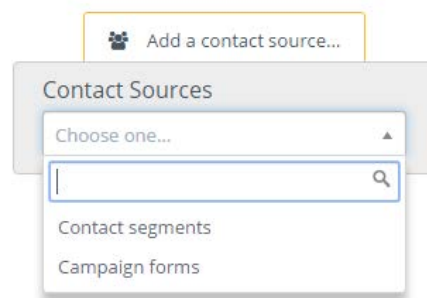 Add a contact source...
Contact Sources
Choose one...
Contact segments
Campaign forms